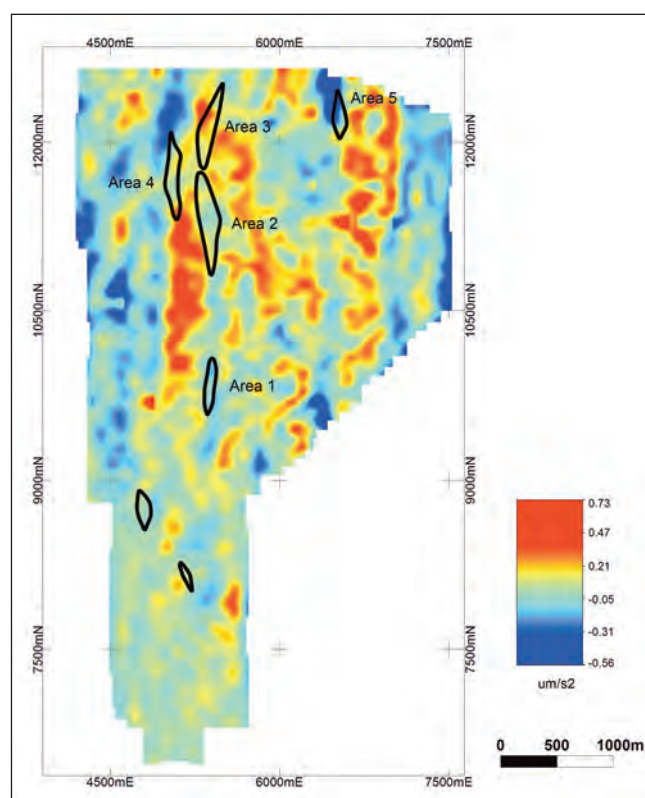 4500mE 6000mE 7500mE
12000mN 12000mN
Area 5
Area 3
Area 4
Area 2
10500mN 10500mN
Area 1
9000mN 9000mN
0.73
0.47
0.21
-0.05
-0.31
-0.56
um/s2
7500mN 7500mN
0 500 1000m
4500mE 6000mE 7500mE